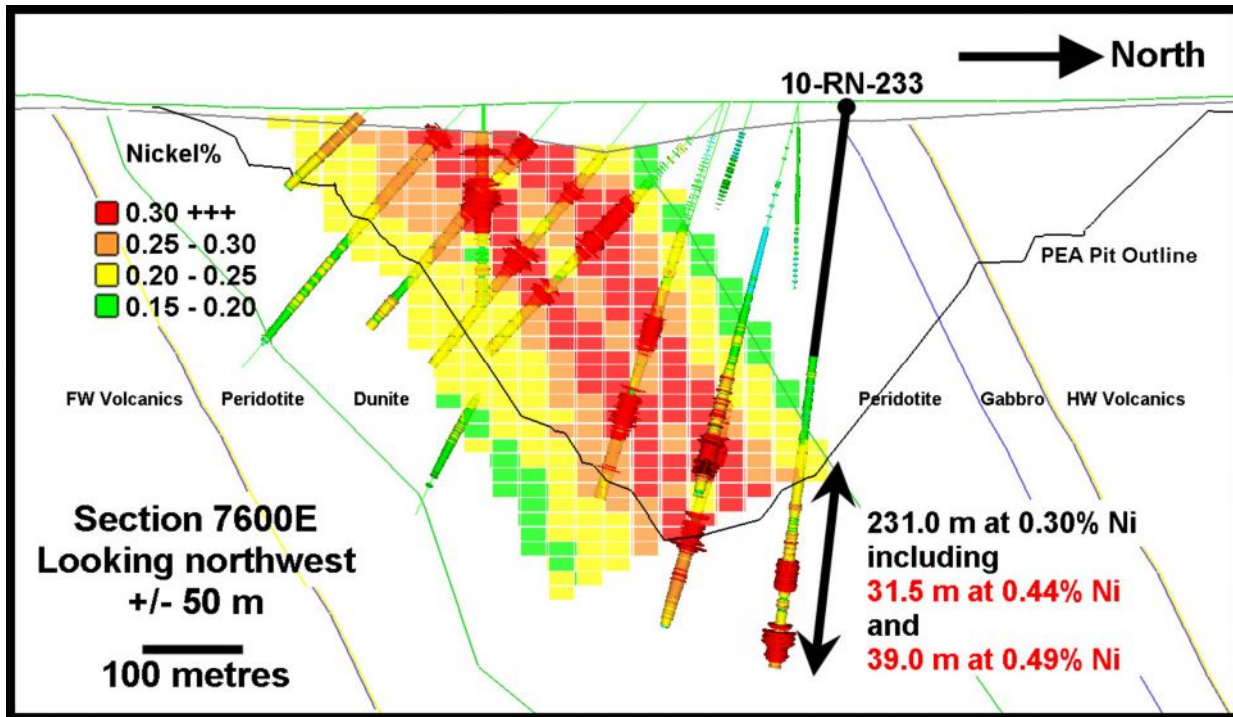 North
10-RN-233
Nickel%
0.30 +++
0.25 - 0.30
0.20 - 0.25
0.15 - 0.20
PEA Pit Outline
FW Volcanics
Peridotite
Dunite
Peridotite
Gabbro
HW Volcanics
Section 7600E
Looking northwest
+/- 50 m
100 metres
231.0 m at 0.30% Ni
including
31.5 m at 0.44% Ni
and
39.0 m at 0.49% Ni